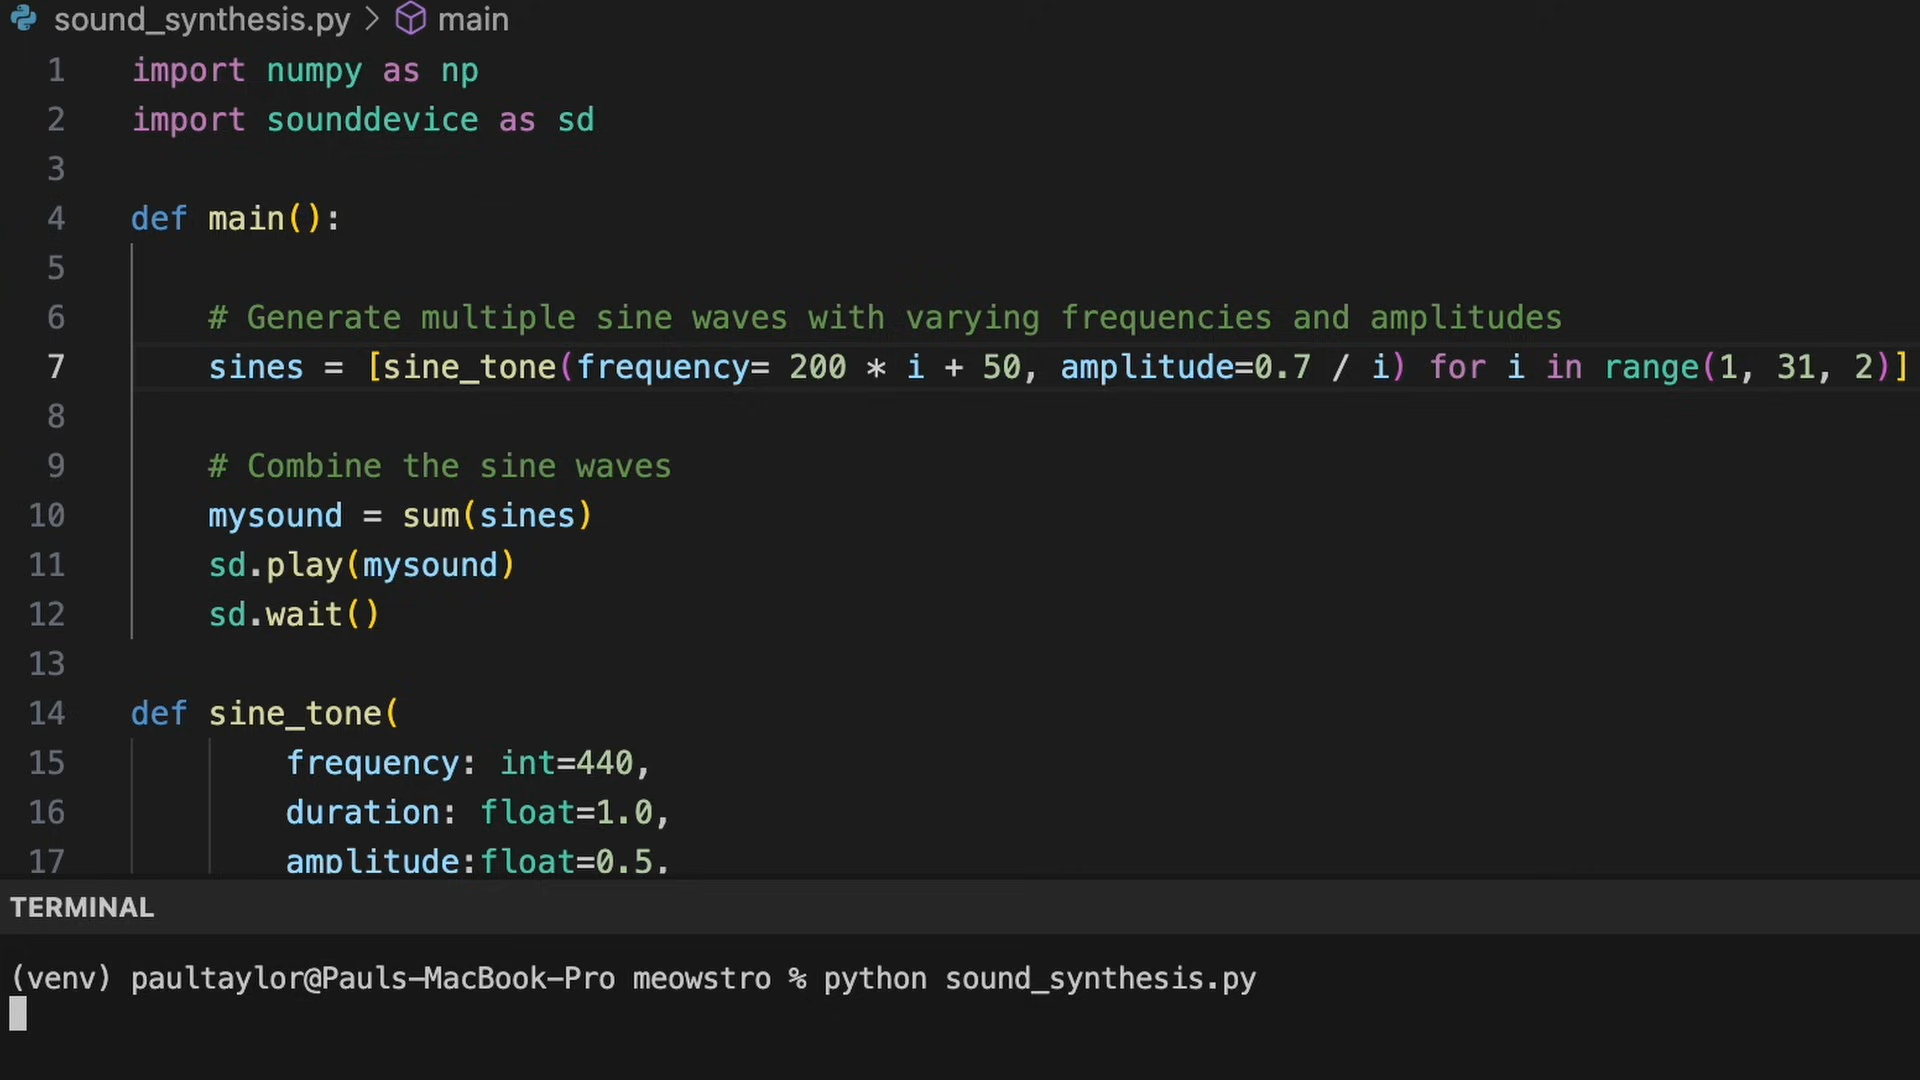 sound_synthesis.py > main
1 import numpy as np
2 import sounddevice as sd
3
4 def main():
5
6 # Generate multiple sine waves with varying frequencies and amplitudes
7 sines = [sine_tone(frequency= 200 * i + 50, amplitude=0.7 / i) for i in range(1, 31, 2)]
8
9 # Combine the sine waves
10 mysound = sum(sines)
11 sd.play(mysound)
12 sd.wait()
13
14 def sine_tone(
15 frequency: int=440,
16 duration: float=1.0,
17 amplitude:float=0.5,
TERMINAL
(venv) paultaylor@Pauls-MacBook-Pro meowstro % python sound_synthesis.py